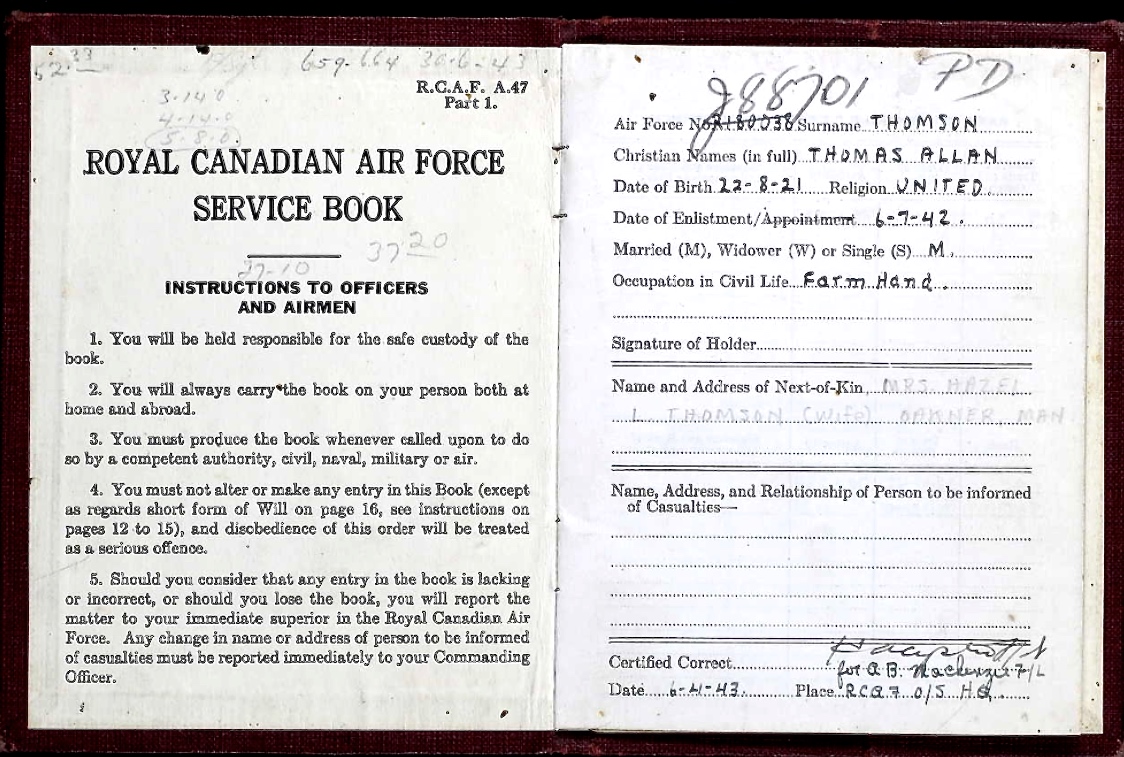 52.33
659-664 30-6-43
R.C.A.F. A.47
Part 1.
3.14.0
4.14.0
5.8.0
ROYAL CANADIAN AIR FORCE
SERVICE BOOK
37.20
27-10
INSTRUCTIONS TO OFFICERS
AND AIRMEN
1. You will be held responsible for the safe custody of the
book.
2. You will always carry the book on your person both at
home and abroad.
3. You must produce the book whenever called upon to do
so by a competent authority, civil, naval, military or air.
4. You must not alter or make any entry in this Book (except
as regards short form of Will on page 16, see instructions on
pages 12 to 15), and disobedience of this order will be treated
as a serious offence.
5. Should you consider that any entry in the book is lacking
or incorrect, or should you lose the book, you will report the
matter to your immediate superior in the Royal Canadian Air
Force. Any change in name or address of person to be informed
of casualties must be reported immediately to your Commanding
Officer.
J88701 PD
Air Force No. R180038 Surname THOMSON
Christian Names (in full) THOMAS ALLAN
Date of Birth 22-8-21 Religion UNITED.
Date of Enlistment/Appointment 6-7-42.
Married (M), Widower (W) or Single (S) M.
Occupation in Civil Life Farm Hand.
Signature of Holder
Name and Address of Next-of-Kin MRS HAZEL
L. THOMSON (Wife) OAKNER, MAN
Name, Address, and Relationship of Person to be informed
of Casualties—
Certified Correct
for A.B. Mackenzie F/L
Date 6-4-43. Place RCAF O/S H.Q.